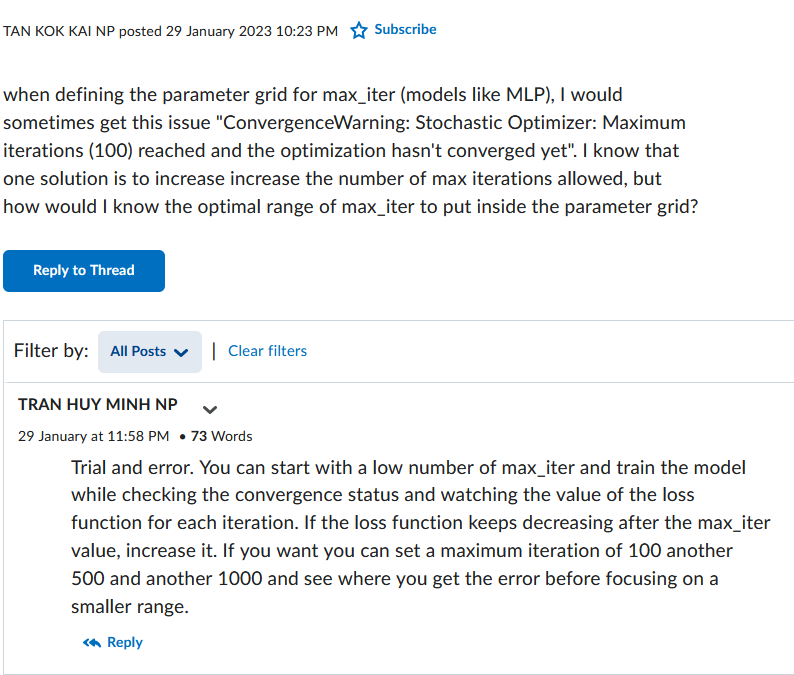 TAN KOK KAI NP posted 29 January 2023 10:23 PM Subscribe
when defining the parameter grid for max_iter (models like MLP), I would
sometimes get this issue "ConvergenceWarning: Stochastic Optimizer: Maximum
iterations (100) reached and the optimization hasn't converged yet". I know that
one solution is to increase increase the number of max iterations allowed, but
how would I know the optimal range of max_iter to put inside the parameter grid?
Reply to Thread
Filter by: All Posts | Clear filters
TRAN HUY MINH NP
29 January at 11:58 PM • 73 Words
Trial and error. You can start with a low number of max_iter and train the model
while checking the convergence status and watching the value of the loss
function for each iteration. If the loss function keeps decreasing after the max_iter
value, increase it. If you want you can set a maximum iteration of 100 another
500 and another 1000 and see where you get the error before focusing on a
smaller range.
Reply